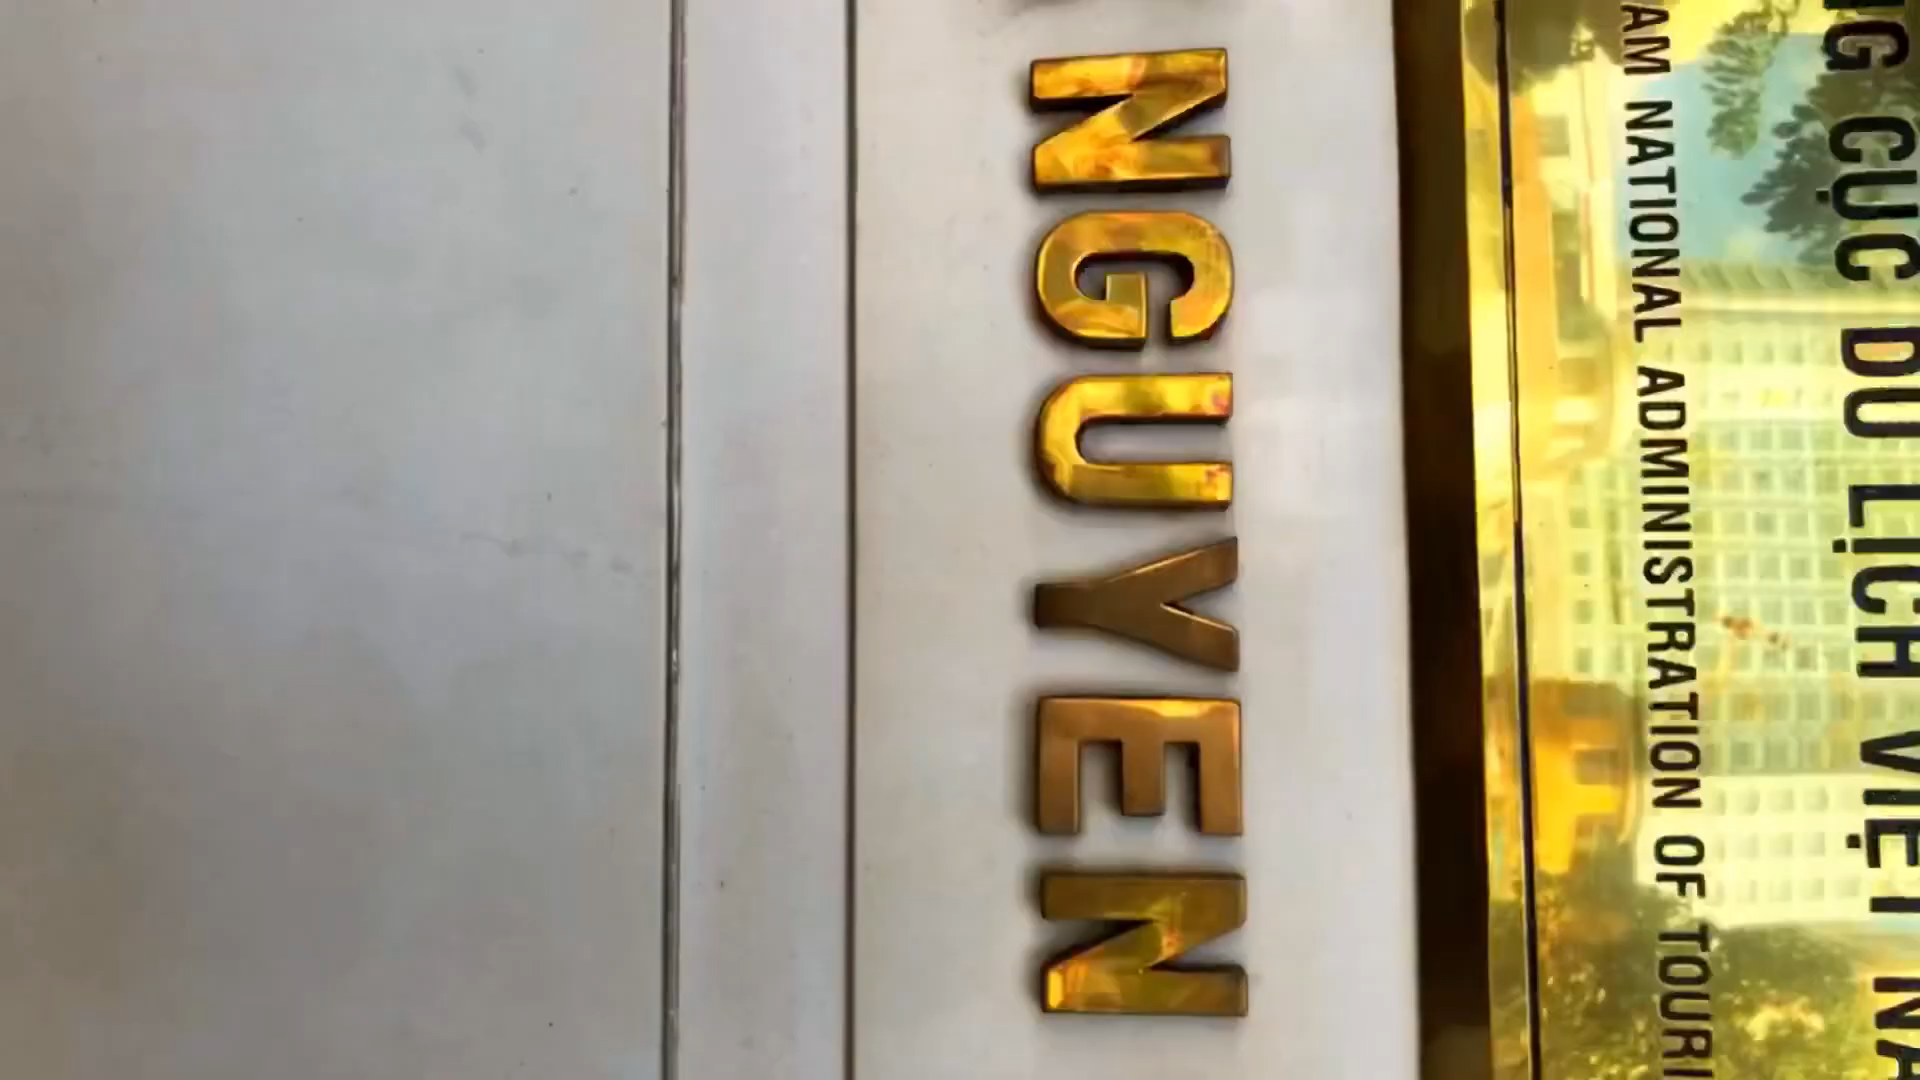 CỤC DU LỊCH VIỆT
NATIONAL ADMINISTRATION OF
NGUYEN